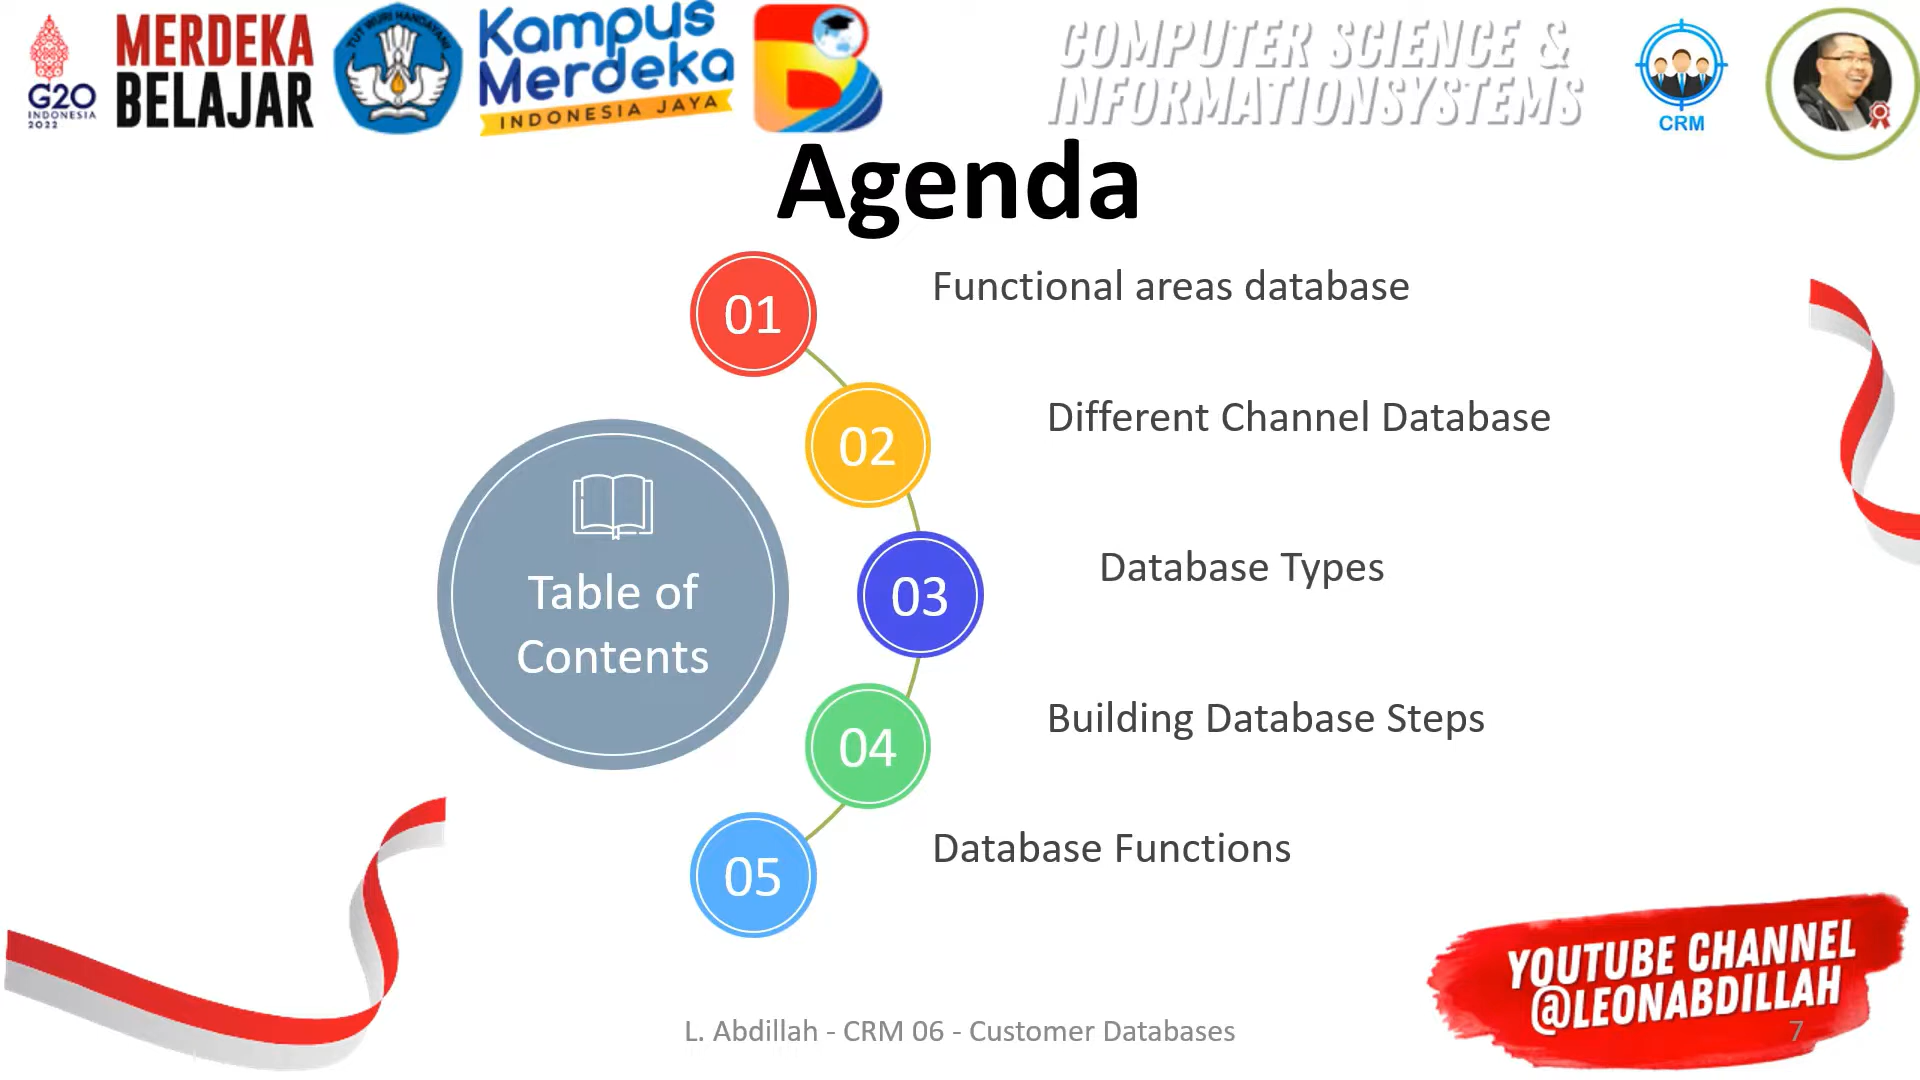 G20
INDONESIA
2022
MERDEKA
BELAJAR
TUT WURI HANDAYANI
Kampus
Merdeka
INDONESIA JAYA
COMPUTER SCIENCE &
INFORMATIONSYSTEMS
CRM
Agenda
01
Functional areas database
02
Different Channel Database
03
Database Types
Table of
Contents
04
Building Database Steps
05
Database Functions
YOUTUBE CHANNEL
@LEONABDILLAH
L. Abdillah - CRM 06 - Customer Databases
7